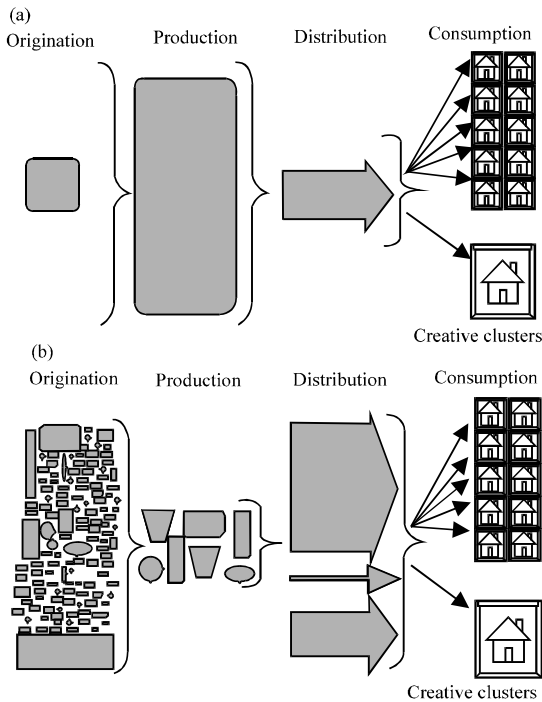 (a)
Origination Production Distribution Consumption
Creative clusters
(b)
Origination Production Distribution Consumption
Creative clusters